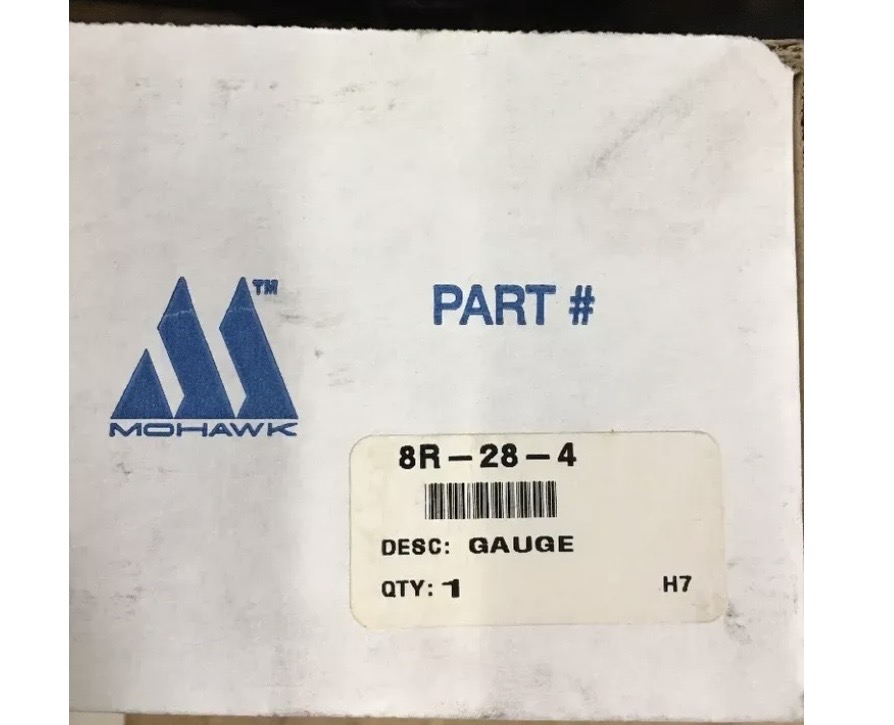 TM
MOHAWK
PART #
8R-28-4
DESC: GAUGE
QTY: 1 H7